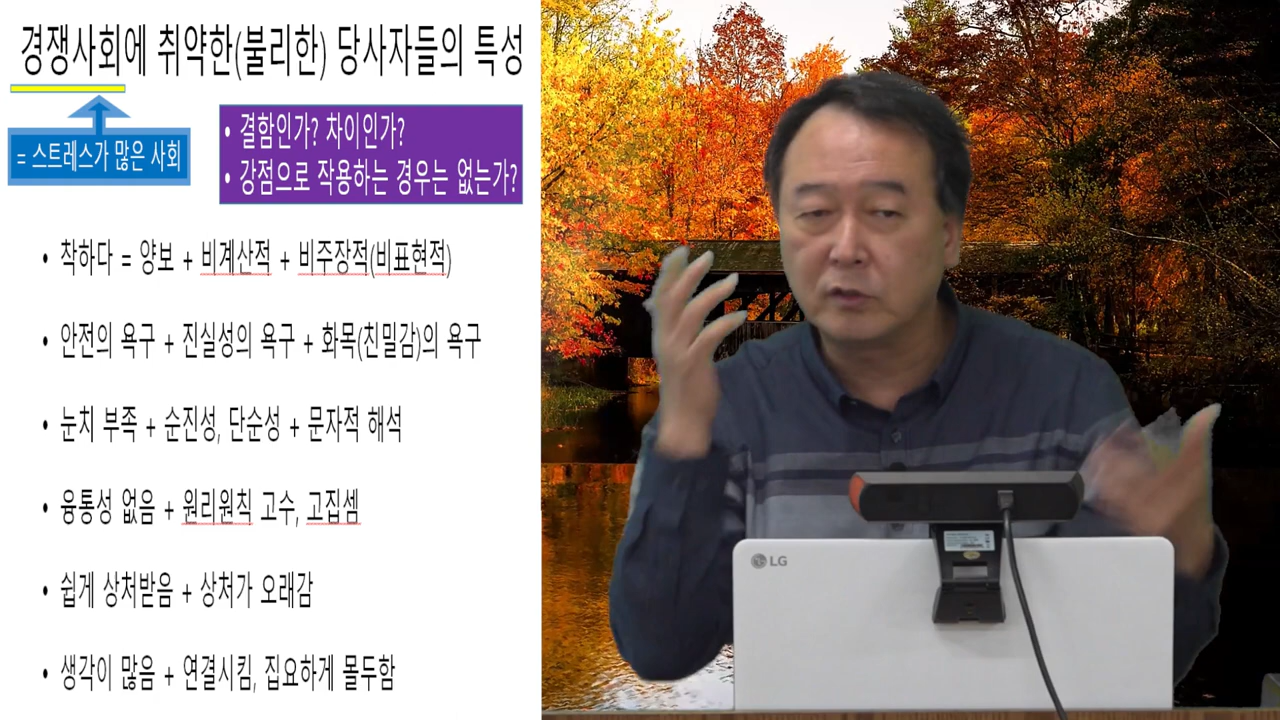 경쟁사회에 취약한(불리한) 당사자들의 특성
= 스트레스가 많은 사회
• 결함인가? 차이인가?
• 강점으로 작용하는 경우는 없는가?
• 착하다 = 양보 + 비계산적 + 비주장적(비표현적)
• 안전의 욕구 + 진실성의 욕구 + 화목(친밀감)의 욕구
• 눈치 부족 + 순진성, 단순성 + 문자적 해석
• 융통성 없음 + 원리원칙 고수, 고집셈
• 쉽게 상처받음 + 상처가 오래감
• 생각이 많음 + 연결시킴, 집요하게 몰두함
LG